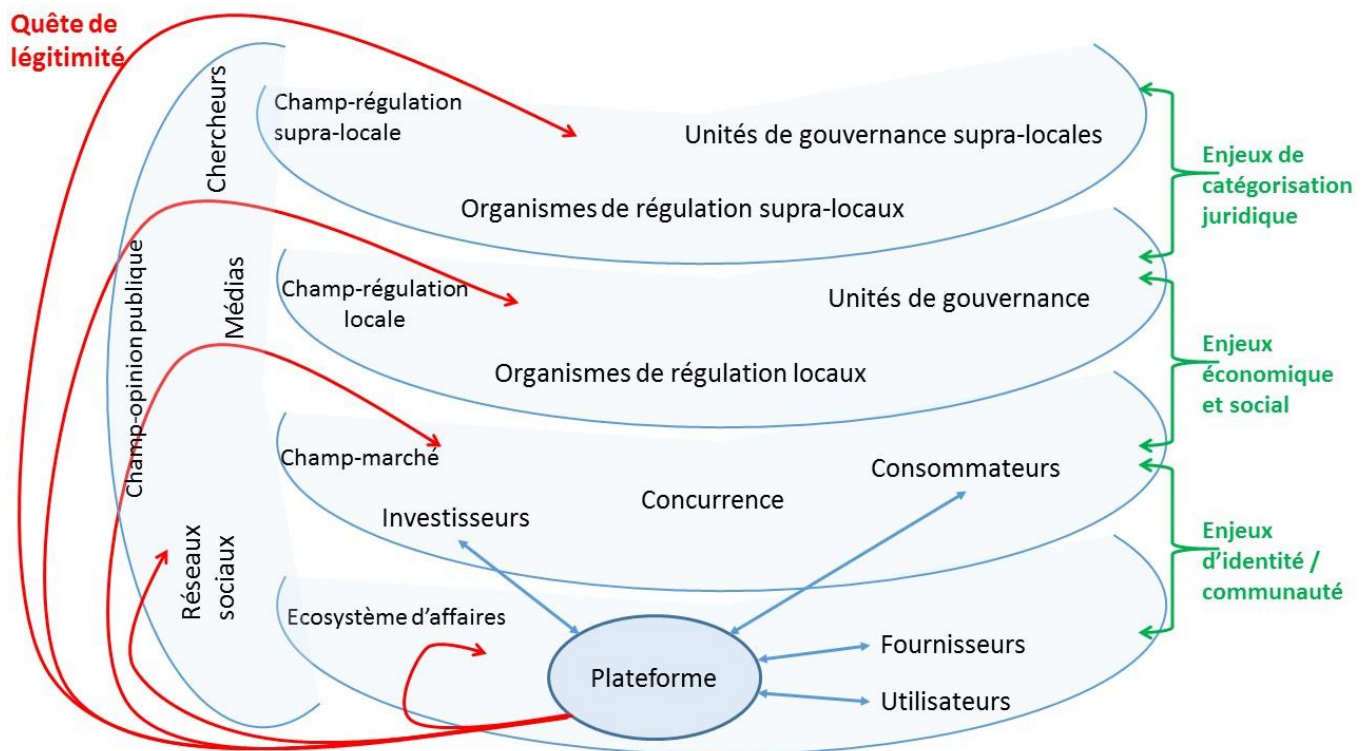 Quête de
légitimité
Chercheurs
Médias
Champ-opinion publique
Réseaux
sociaux
Champ-régulation
supra-locale
Unités de gouvernance supra-locales
Organismes de régulation supra-locaux
Enjeux de
catégorisation
juridique
Champ-régulation
locale
Unités de gouvernance
Organismes de régulation locaux
Enjeux
économique
et social
Champ-marché
Consommateurs
Concurrence
Investisseurs
Enjeux
d’identité /
communauté
Ecosystème d’affaires
Plateforme
Fournisseurs
Utilisateurs